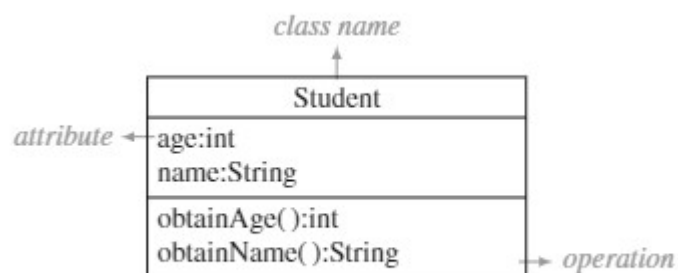 class name
Student
attribute
age:int
name:String
obtainAge( ):int
obtainName( ):String
operation